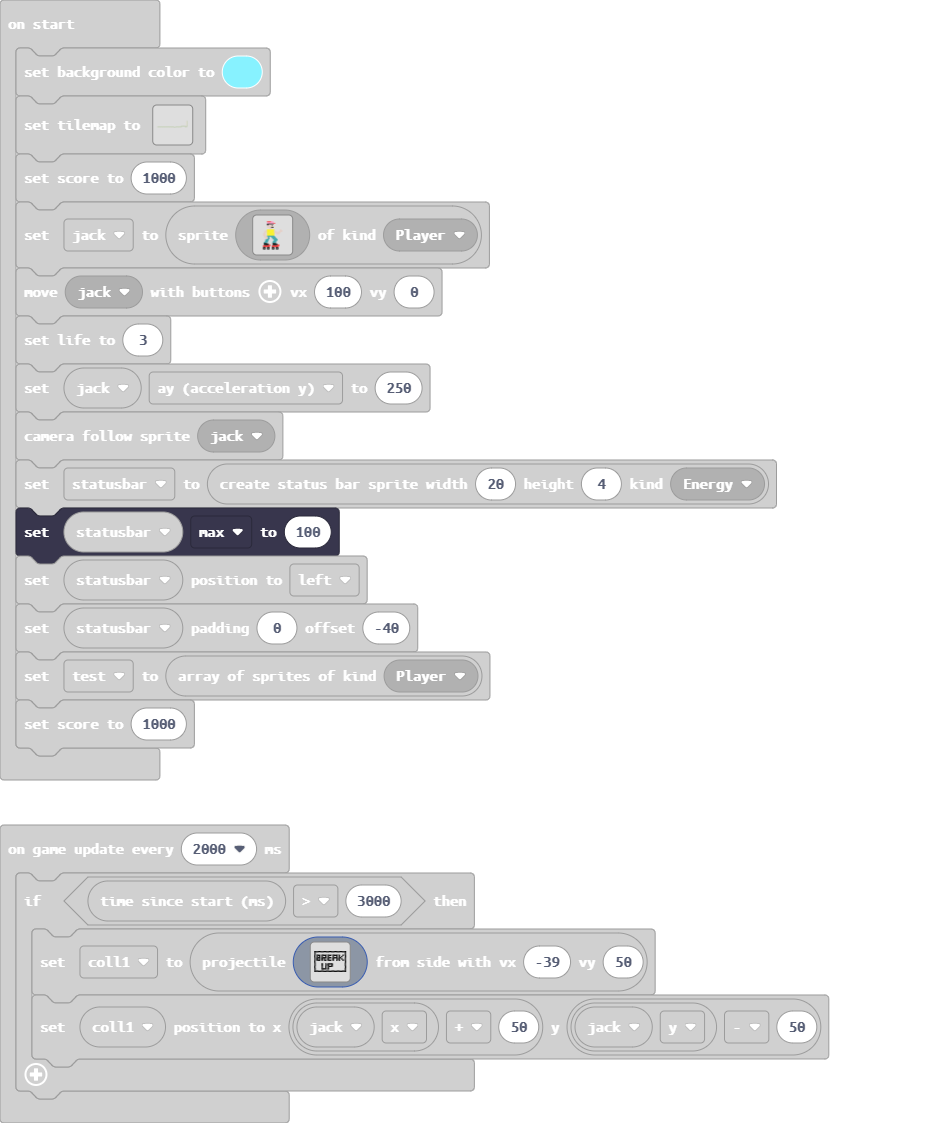 on start
set background color to
set tilemap to
set score to 1000
set jack to sprite of kind Player
move jack with buttons vx 100 vy 0
set life to 3
set jack ay (acceleration y) to 250
camera follow sprite jack
set statusbar to create status bar sprite width 20 height 4 kind Energy
set statusbar max to 100
set statusbar position to left
set statusbar padding 0 offset -40
set test to array of sprites of kind Player
set score to 1000
on game update every 2000 ms
if time since start (ms) > 3000 then
set coll1 to projectile BREAK UP from side with vx -39 vy 50
set coll1 position to x jack x + 50 y jack y - 50